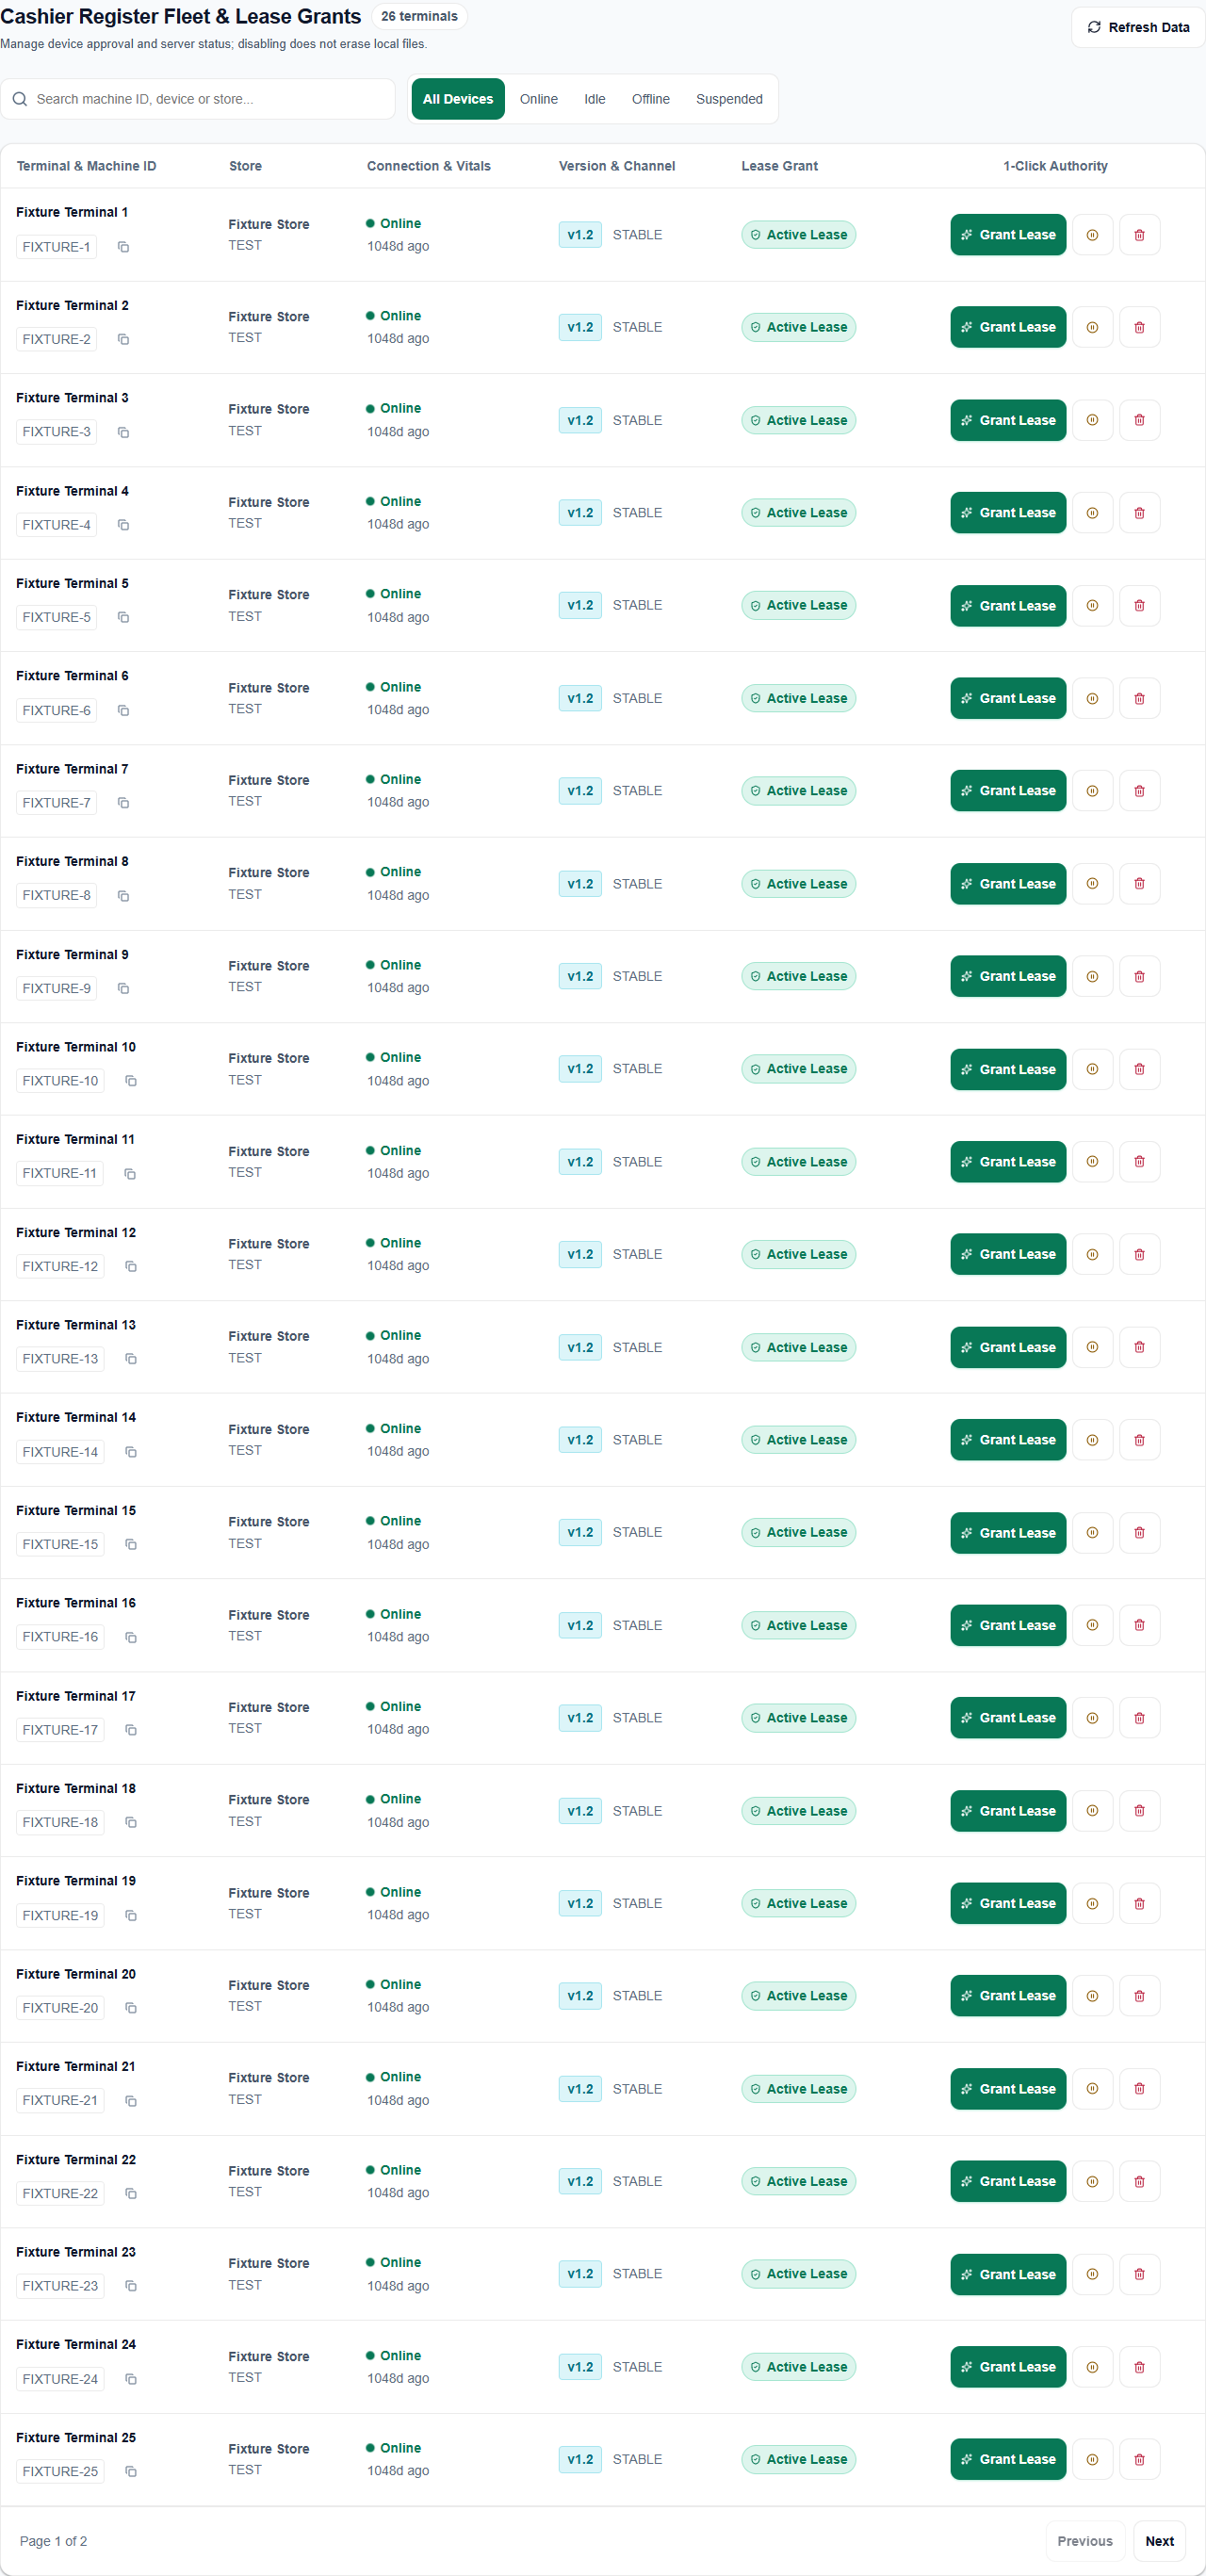 Cashier Register Fleet & Lease Grants 26 terminals
Manage device approval and server status; disabling does not erase local files.
Refresh Data
Search machine ID, device or store...
All Devices Online Idle Offline Suspended
Terminal & Machine ID Store Connection & Vitals Version & Channel Lease Grant 1-Click Authority
Fixture Terminal 1
FIXTURE-1
Fixture Store
TEST
Online
1048d ago
v1.2 STABLE
Active Lease
Grant Lease
Fixture Terminal 2
FIXTURE-2
Fixture Store
TEST
Online
1048d ago
v1.2 STABLE
Active Lease
Grant Lease
Fixture Terminal 3
FIXTURE-3
Fixture Store
TEST
Online
1048d ago
v1.2 STABLE
Active Lease
Grant Lease
Fixture Terminal 4
FIXTURE-4
Fixture Store
TEST
Online
1048d ago
v1.2 STABLE
Active Lease
Grant Lease
Fixture Terminal 5
FIXTURE-5
Fixture Store
TEST
Online
1048d ago
v1.2 STABLE
Active Lease
Grant Lease
Fixture Terminal 6
FIXTURE-6
Fixture Store
TEST
Online
1048d ago
v1.2 STABLE
Active Lease
Grant Lease
Fixture Terminal 7
FIXTURE-7
Fixture Store
TEST
Online
1048d ago
v1.2 STABLE
Active Lease
Grant Lease
Fixture Terminal 8
FIXTURE-8
Fixture Store
TEST
Online
1048d ago
v1.2 STABLE
Active Lease
Grant Lease
Fixture Terminal 9
FIXTURE-9
Fixture Store
TEST
Online
1048d ago
v1.2 STABLE
Active Lease
Grant Lease
Fixture Terminal 10
FIXTURE-10
Fixture Store
TEST
Online
1048d ago
v1.2 STABLE
Active Lease
Grant Lease
Fixture Terminal 11
FIXTURE-11
Fixture Store
TEST
Online
1048d ago
v1.2 STABLE
Active Lease
Grant Lease
Fixture Terminal 12
FIXTURE-12
Fixture Store
TEST
Online
1048d ago
v1.2 STABLE
Active Lease
Grant Lease
Fixture Terminal 13
FIXTURE-13
Fixture Store
TEST
Online
1048d ago
v1.2 STABLE
Active Lease
Grant Lease
Fixture Terminal 14
FIXTURE-14
Fixture Store
TEST
Online
1048d ago
v1.2 STABLE
Active Lease
Grant Lease
Fixture Terminal 15
FIXTURE-15
Fixture Store
TEST
Online
1048d ago
v1.2 STABLE
Active Lease
Grant Lease
Fixture Terminal 16
FIXTURE-16
Fixture Store
TEST
Online
1048d ago
v1.2 STABLE
Active Lease
Grant Lease
Fixture Terminal 17
FIXTURE-17
Fixture Store
TEST
Online
1048d ago
v1.2 STABLE
Active Lease
Grant Lease
Fixture Terminal 18
FIXTURE-18
Fixture Store
TEST
Online
1048d ago
v1.2 STABLE
Active Lease
Grant Lease
Fixture Terminal 19
FIXTURE-19
Fixture Store
TEST
Online
1048d ago
v1.2 STABLE
Active Lease
Grant Lease
Fixture Terminal 20
FIXTURE-20
Fixture Store
TEST
Online
1048d ago
v1.2 STABLE
Active Lease
Grant Lease
Fixture Terminal 21
FIXTURE-21
Fixture Store
TEST
Online
1048d ago
v1.2 STABLE
Active Lease
Grant Lease
Fixture Terminal 22
FIXTURE-22
Fixture Store
TEST
Online
1048d ago
v1.2 STABLE
Active Lease
Grant Lease
Fixture Terminal 23
FIXTURE-23
Fixture Store
TEST
Online
1048d ago
v1.2 STABLE
Active Lease
Grant Lease
Fixture Terminal 24
FIXTURE-24
Fixture Store
TEST
Online
1048d ago
v1.2 STABLE
Active Lease
Grant Lease
Fixture Terminal 25
FIXTURE-25
Fixture Store
TEST
Online
1048d ago
v1.2 STABLE
Active Lease
Grant Lease
Page 1 of 2 Previous Next